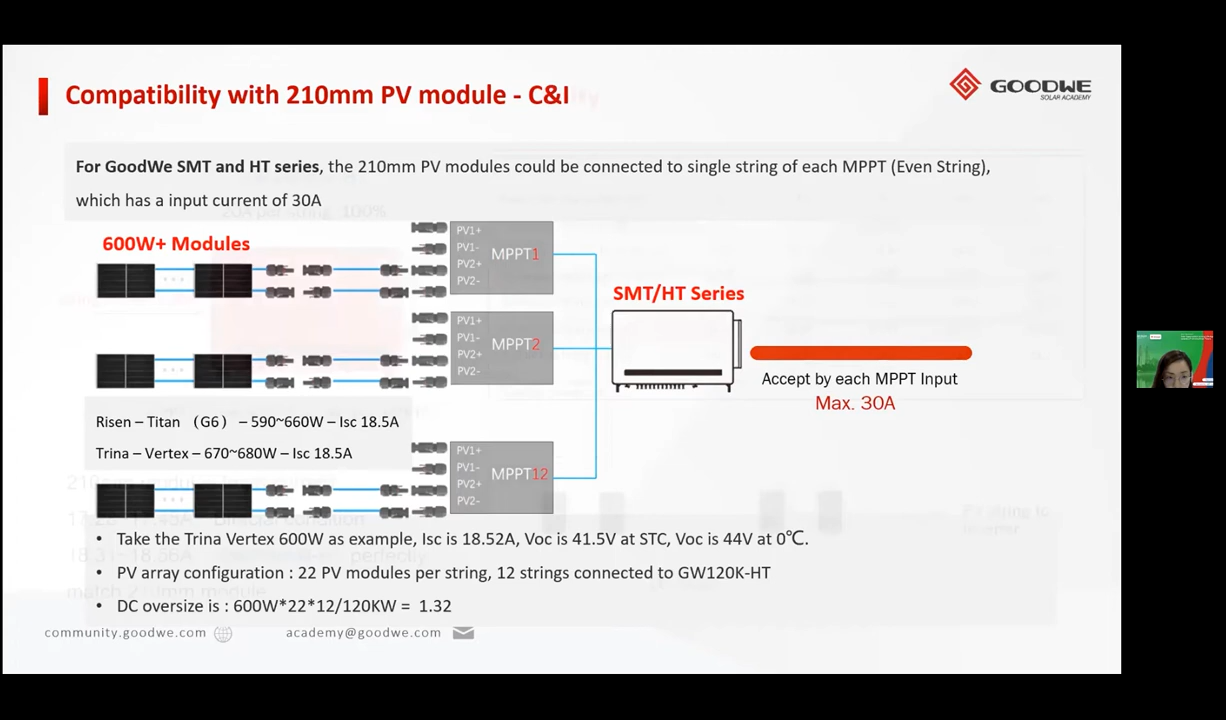 Compatibility with 210mm PV module - C&I
GOODWE
SOLAR ACADEMY
For GoodWe SMT and HT series, the 210mm PV modules could be connected to single string of each MPPT (Even String),
which has a input current of 30A
20A per string 100%
600W+ Modules
PV1+
PV1-
PV2+
PV2-
MPPT1
SMT/HT Series
PV1+
PV1-
PV2+
PV2-
MPPT2
Accept by each MPPT Input
Max. 30A
Risen – Titan （G6） – 590~660W – Isc 18.5A
Trina – Vertex – 670~680W – Isc 18.5A
PV1+
PV1-
PV2+
PV2-
MPPT12
• Take the Trina Vertex 600W as example, Isc is 18.52A, Voc is 41.5V at STC, Voc is 44V at 0℃.
• PV array configuration : 22 PV modules per string, 12 strings connected to GW120K-HT
• DC oversize is : 600W*22*12/120KW = 1.32
community.goodwe.com
academy@goodwe.com